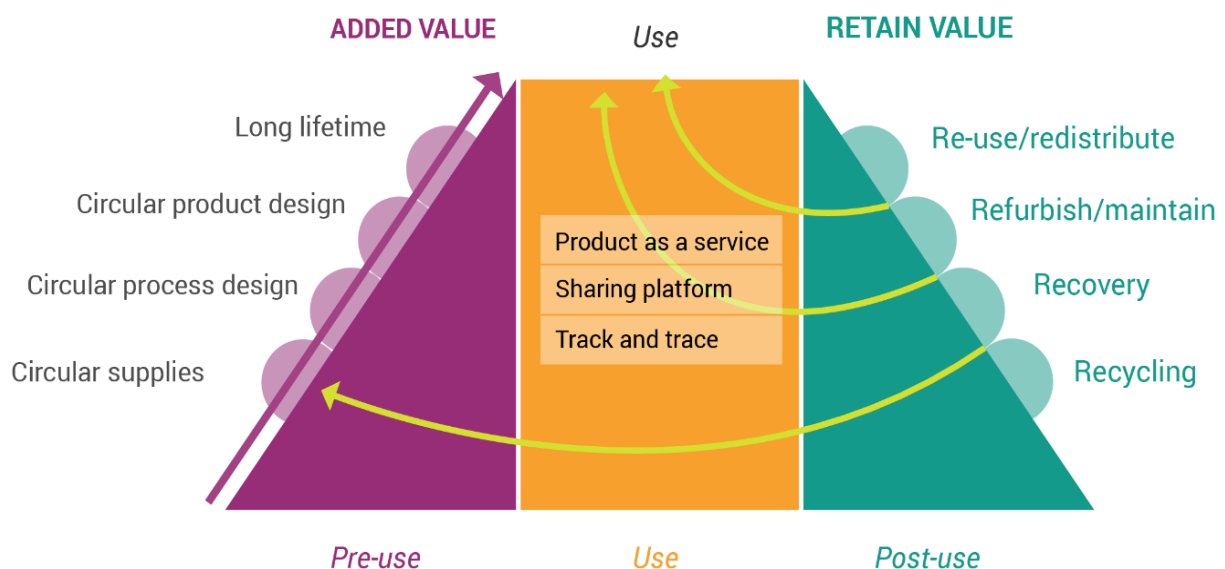 ADDED VALUE
Use
RETAIN VALUE
Long lifetime
Circular product design
Circular process design
Circular supplies
Product as a service
Sharing platform
Track and trace
Re-use/redistribute
Refurbish/maintain
Recovery
Recycling
Pre-use
Use
Post-use